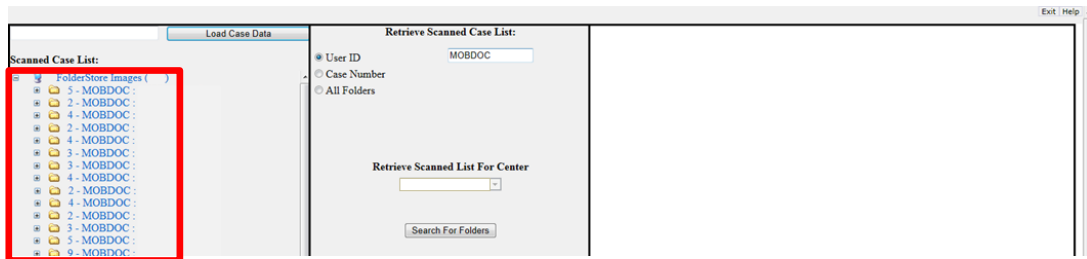 Exit Help
Load Case Data
Scanned Case List:
FolderStore Images ( )
5 - MOBDOC :
2 - MOBDOC :
4 - MOBDOC :
2 - MOBDOC :
4 - MOBDOC :
3 - MOBDOC :
3 - MOBDOC :
4 - MOBDOC :
2 - MOBDOC :
4 - MOBDOC :
2 - MOBDOC :
3 - MOBDOC :
5 - MOBDOC :
9 - MOBDOC :
Retrieve Scanned Case List:
User ID MOBDOC
Case Number
All Folders
Retrieve Scanned List For Center
Search For Folders